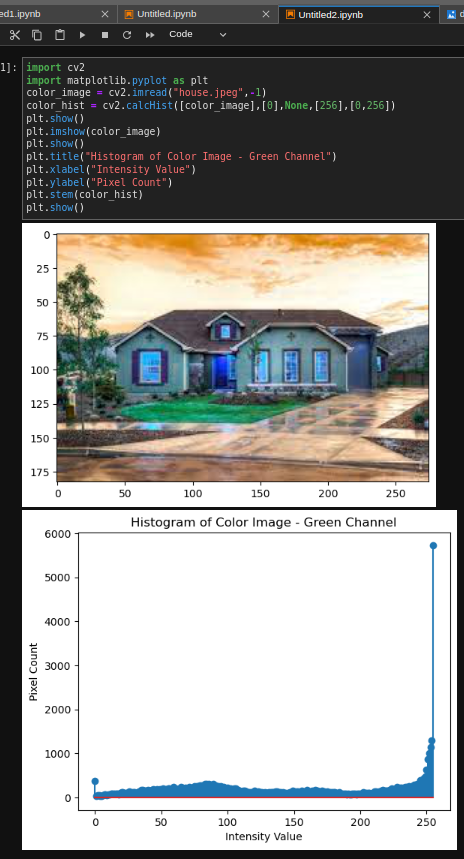 ed1.ipynb
Untitled.ipynb
Untitled2.ipynb
d
Code
1]:
import cv2
import matplotlib.pyplot as plt
color_image = cv2.imread("house.jpeg",-1)
color_hist = cv2.calcHist([color_image],[0],None,[256],[0,256])
plt.show()
plt.imshow(color_image)
plt.show()
plt.title("Histogram of Color Image - Green Channel")
plt.xlabel("Intensity Value")
plt.ylabel("Pixel Count")
plt.stem(color_hist)
plt.show()
0
25
50
75
100
125
150
175
0 50 100 150 200 250
Histogram of Color Image - Green Channel
6000
5000
4000
3000
2000
1000
0
Pixel Count
0 50 100 150 200 250
Intensity Value